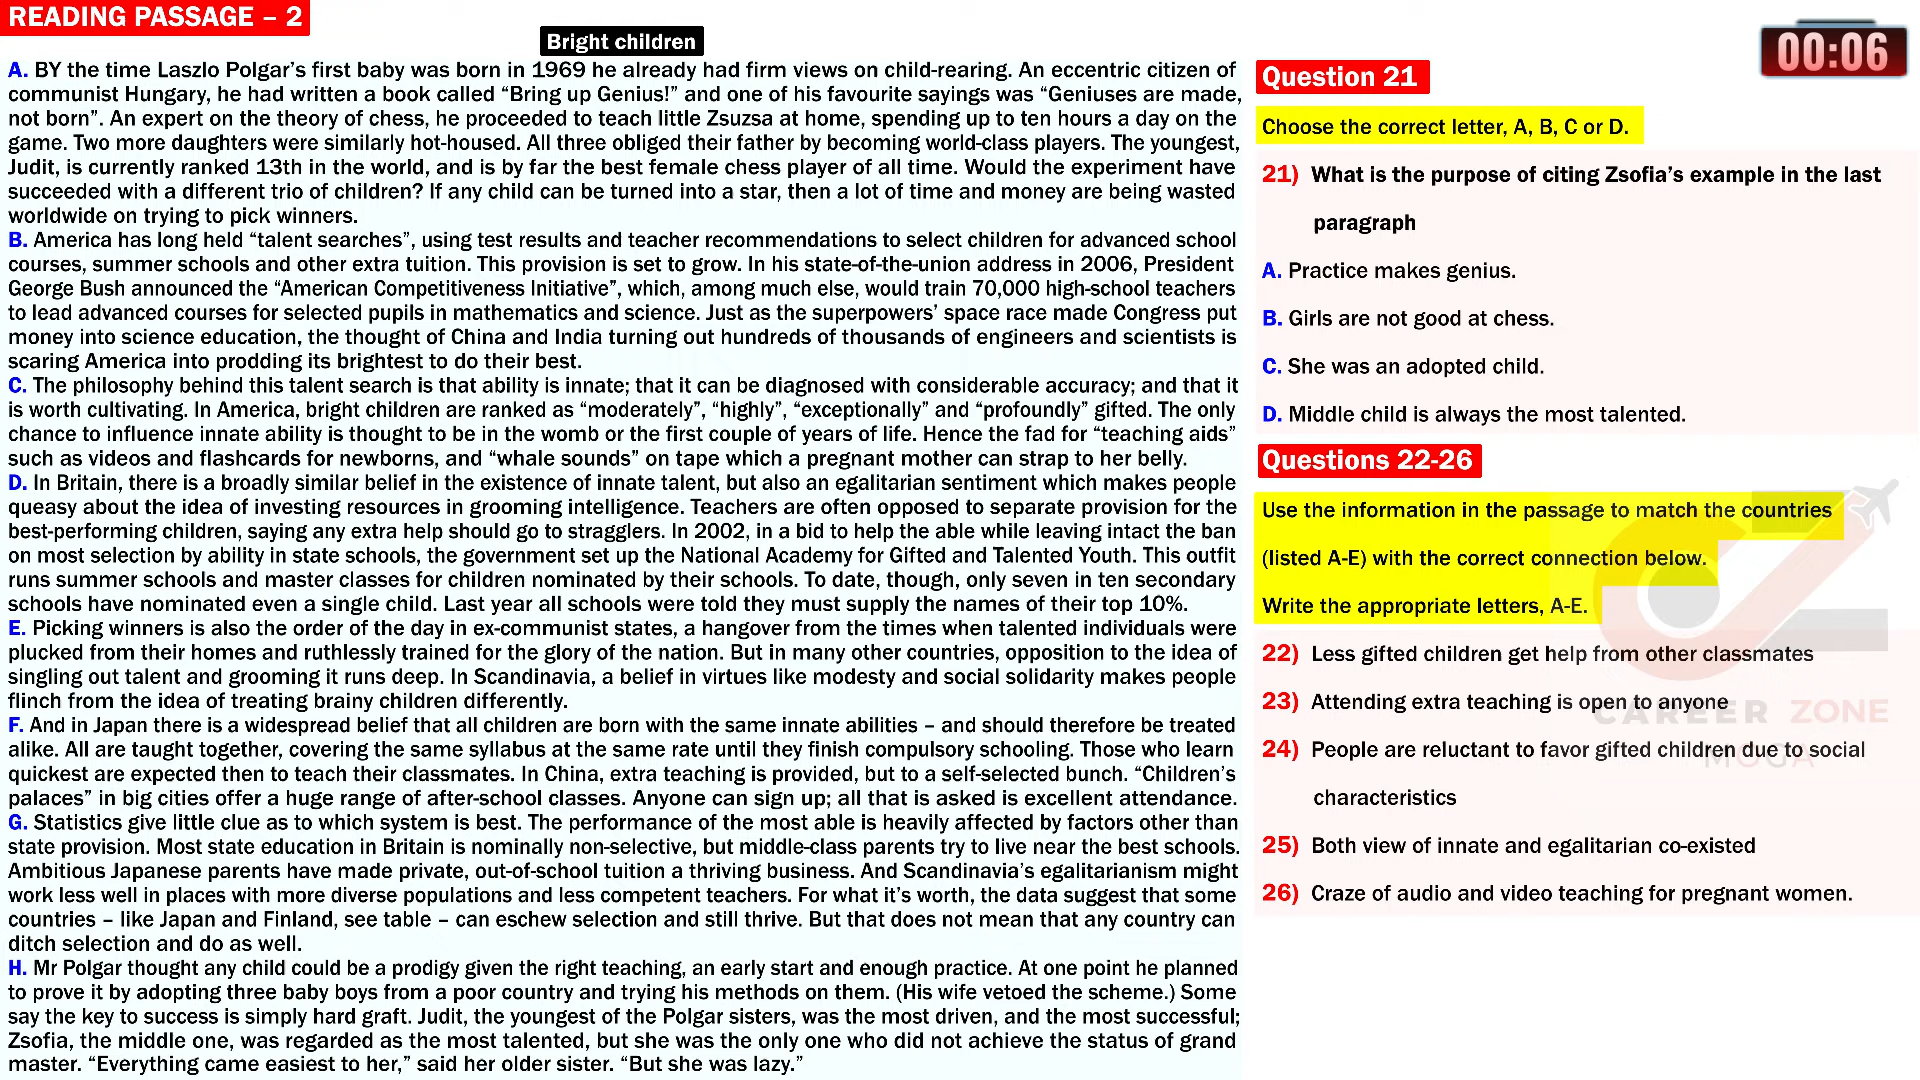 READING PASSAGE – 2
Bright children
A. BY the time Laszlo Polgar's first baby was born in 1969 he already had firm views on child-rearing. An eccentric citizen of
communist Hungary, he had written a book called “Bring up Genius!” and one of his favourite sayings was “Geniuses are made,
not born”. An expert on the theory of chess, he proceeded to teach little Zsuzsa at home, spending up to ten hours a day on the
game. Two more daughters were similarly hot-housed. All three obliged their father by becoming world-class players. The youngest,
Judit, is currently ranked 13th in the world, and is by far the best female chess player of all time. Would the experiment have
succeeded with a different trio of children? If any child can be turned into a star, then a lot of time and money are being wasted
worldwide on trying to pick winners.
B. America has long held “talent searches”, using test results and teacher recommendations to select children for advanced school
courses, summer schools and other extra tuition. This provision is set to grow. In his state-of-the-union address in 2006, President
George Bush announced the “American Competitiveness Initiative”, which, among much else, would train 70,000 high-school teachers
to lead advanced courses for selected pupils in mathematics and science. Just as the superpowers' space race made Congress put
money into science education, the thought of China and India turning out hundreds of thousands of engineers and scientists is
scaring America into prodding its brightest to do their best.
C. The philosophy behind this talent search is that ability is innate; that it can be diagnosed with considerable accuracy; and that it
is worth cultivating. In America, bright children are ranked as “moderately”, “highly”, “exceptionally” and “profoundly” gifted. The only
chance to influence innate ability is thought to be in the womb or the first couple of years of life. Hence the fad for “teaching aids”
such as videos and flashcards for newborns, and “whale sounds” on tape which a pregnant mother can strap to her belly.
D. In Britain, there is a broadly similar belief in the existence of innate talent, but also an egalitarian sentiment which makes people
queasy about the idea of investing resources in grooming intelligence. Teachers are often opposed to separate provision for the
best-performing children, saying any extra help should go to stragglers. In 2002, in a bid to help the able while leaving intact the ban
on most selection by ability in state schools, the government set up the National Academy for Gifted and Talented Youth. This outfit
runs summer schools and master classes for children nominated by their schools. To date, though, only seven in ten secondary
schools have nominated even a single child. Last year all schools were told they must supply the names of their top 10%.
E. Picking winners is also the order of the day in ex-communist states, a hangover from the times when talented individuals were
plucked from their homes and ruthlessly trained for the glory of the nation. But in many other countries, opposition to the idea of
singling out talent and grooming it runs deep. In Scandinavia, a belief in virtues like modesty and social solidarity makes people
flinch from the idea of treating brainy children differently.
F. And in Japan there is a widespread belief that all children are born with the same innate abilities – and should therefore be treated
alike. All are taught together, covering the same syllabus at the same rate until they finish compulsory schooling. Those who learn
quickest are expected then to teach their classmates. In China, extra teaching is provided, but to a self-selected bunch. “Children's
palaces” in big cities offer a huge range of after-school classes. Anyone can sign up; all that is asked is excellent attendance.
G. Statistics give little clue as to which system is best. The performance of the most able is heavily affected by factors other than
state provision. Most state education in Britain is nominally non-selective, but middle-class parents try to live near the best schools.
Ambitious Japanese parents have made private, out-of-school tuition a thriving business. And Scandinavia's egalitarianism might
work less well in places with more diverse populations and less competent teachers. For what it's worth, the data suggest that some
countries – like Japan and Finland, see table – can eschew selection and still thrive. But that does not mean that any country can
ditch selection and do as well.
H. Mr Polgar thought any child could be a prodigy given the right teaching, an early start and enough practice. At one point he planned
to prove it by adopting three baby boys from a poor country and trying his methods on them. (His wife vetoed the scheme.) Some
say the key to success is simply hard graft. Judit, the youngest of the Polgar sisters, was the most driven, and the most successful;
Zsofia, the middle one, was regarded as the most talented, but she was the only one who did not achieve the status of grand
master. “Everything came easiest to her,” said her older sister. “But she was lazy.”
00:06
Question 21
Choose the correct letter, A, B, C or D.
21) What is the purpose of citing Zsofia's example in the last
paragraph
A. Practice makes genius.
B. Girls are not good at chess.
C. She was an adopted child.
D. Middle child is always the most talented.
Questions 22-26
Use the information in the passage to match the countries
(listed A-E) with the correct connection below.
Write the appropriate letters, A-E.
22) Less gifted children get help from other classmates
23) Attending extra teaching is open to anyone
CAREER ZONE
24) People are reluctant to favor gifted children due to social
MOGA
characteristics
25) Both view of innate and egalitarian co-existed
26) Craze of audio and video teaching for pregnant women.